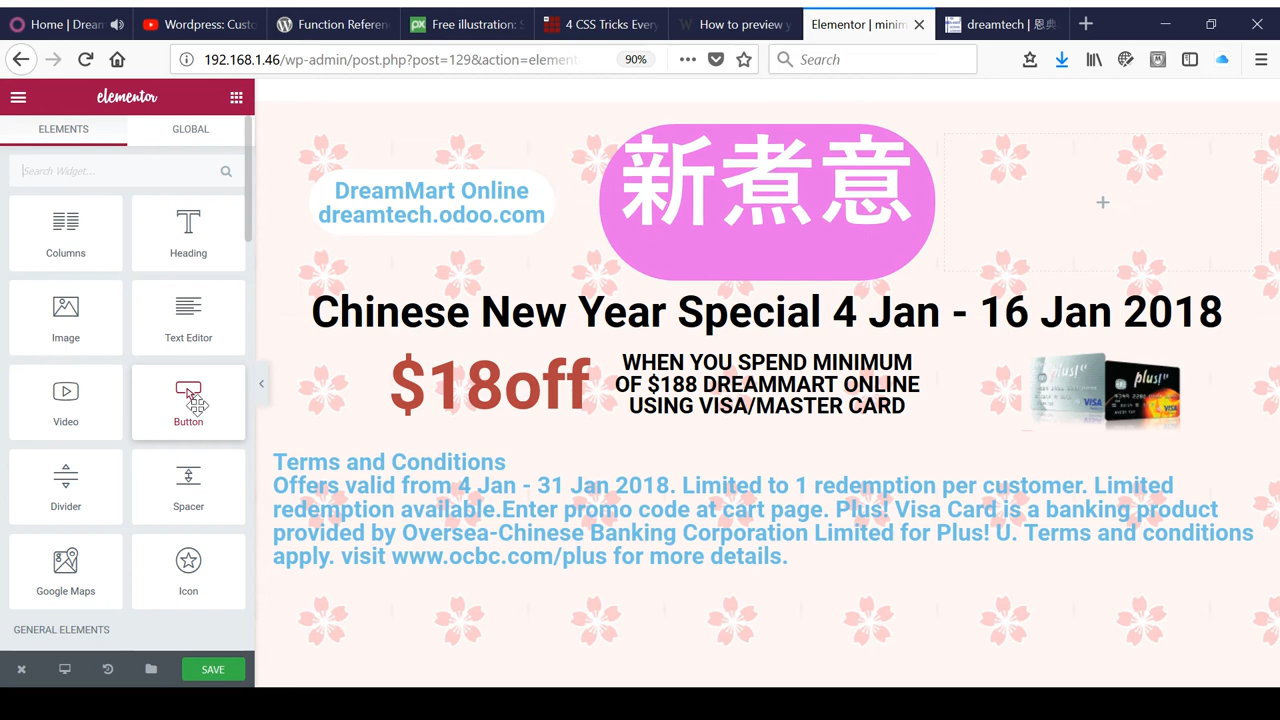 Home | Dream
Wordpress: Custo
Function Referen
Free illustration: S
4 CSS Tricks Every
How to preview y
Elementor | minim
dreamtech | 恩典
192.168.1.46/wp-admin/post.php?post=129&action=element
90%
Search
elementor
ELEMENTS
GLOBAL
Search Widget...
Columns
Heading
Image
Text Editor
Video
Button
Divider
Spacer
Google Maps
Icon
GENERAL ELEMENTS
SAVE
DreamMart Online
dreamtech.odoo.com
新煮意
Chinese New Year Special 4 Jan - 16 Jan 2018
$18off
WHEN YOU SPEND MINIMUM
OF $188 DREAMMART ONLINE
USING VISA/MASTER CARD
plus!
plus!
VISA
VISA
Terms and Conditions
Offers valid from 4 Jan - 31 Jan 2018. Limited to 1 redemption per customer. Limited
redemption available.Enter promo code at cart page. Plus! Visa Card is a banking product
provided by Oversea-Chinese Banking Corporation Limited for Plus! U. Terms and conditions
apply. visit www.ocbc.com/plus for more details.